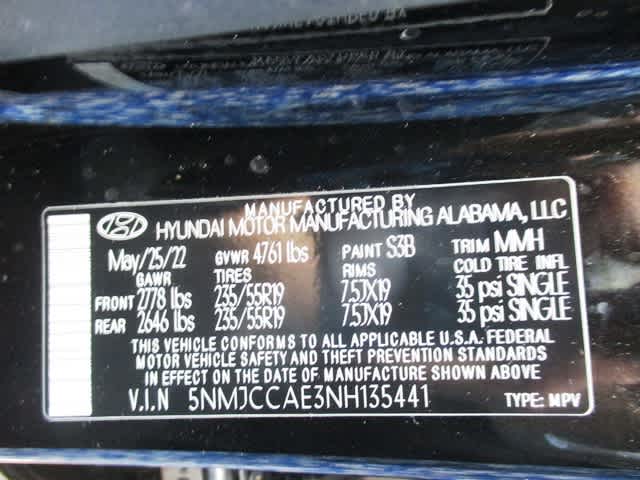 MANUFACTURED BY
HYUNDAI MOTOR MANUFACTURING ALABAMA, LLC
May/25/22 GVWR 4761 lbs PAINT S3B TRIM MMH
GAWR TIRES RIMS COLD TIRE INFL
FRONT 2778 lbs 235/55R19 7.5JX19 35 psi SINGLE
REAR 2646 lbs 235/55R19 7.5JX19 35 psi SINGLE
THIS VEHICLE CONFORMS TO ALL APPLICABLE U.S.A. FEDERAL
MOTOR VEHICLE SAFETY AND THEFT PREVENTION STANDARDS
IN EFFECT ON THE DATE OF MANUFACTURE SHOWN ABOVE
V.I.N 5NMJCCAE3NH135441 TYPE: MPV